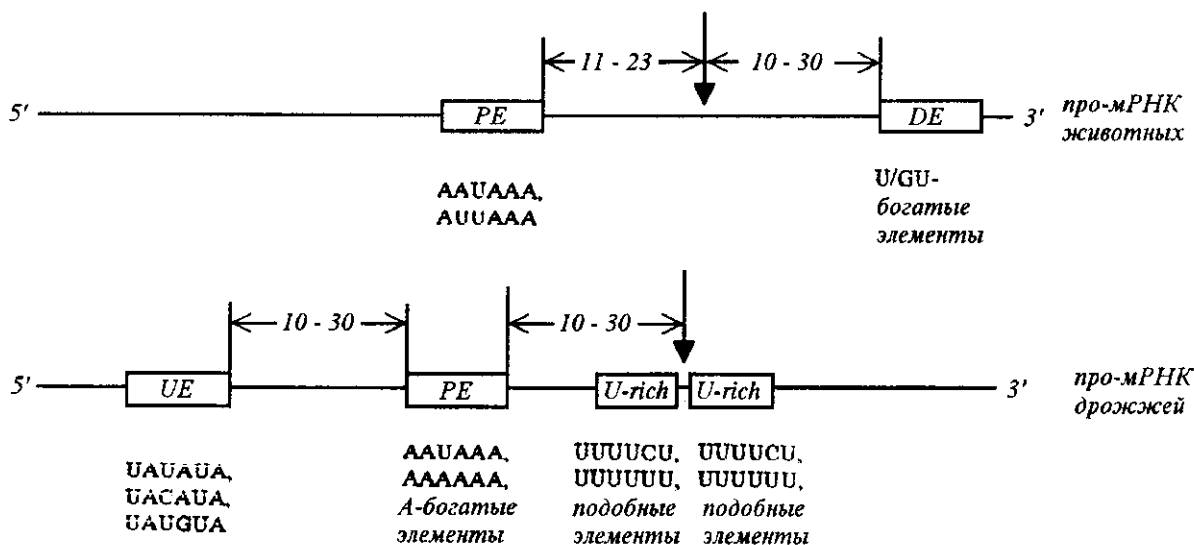 11 - 23
10 - 30
5'
PE
DE
3'
про-мРНК
животных
AAUAAA,
AUUAAA
U/GU-
богатые
элементы
10 - 30
10 - 30
5'
UE
PE
U-rich
U-rich
3'
про-мРНК
дрожжей
UAUAUA,
UACAUA,
UAUGUA
AAUAAA,
AAAAAA,
А-богатые
элементы
UUUUCU,
UUUUUU,
подобные
элементы
UUUUCU,
UUUUUU,
подобные
элементы